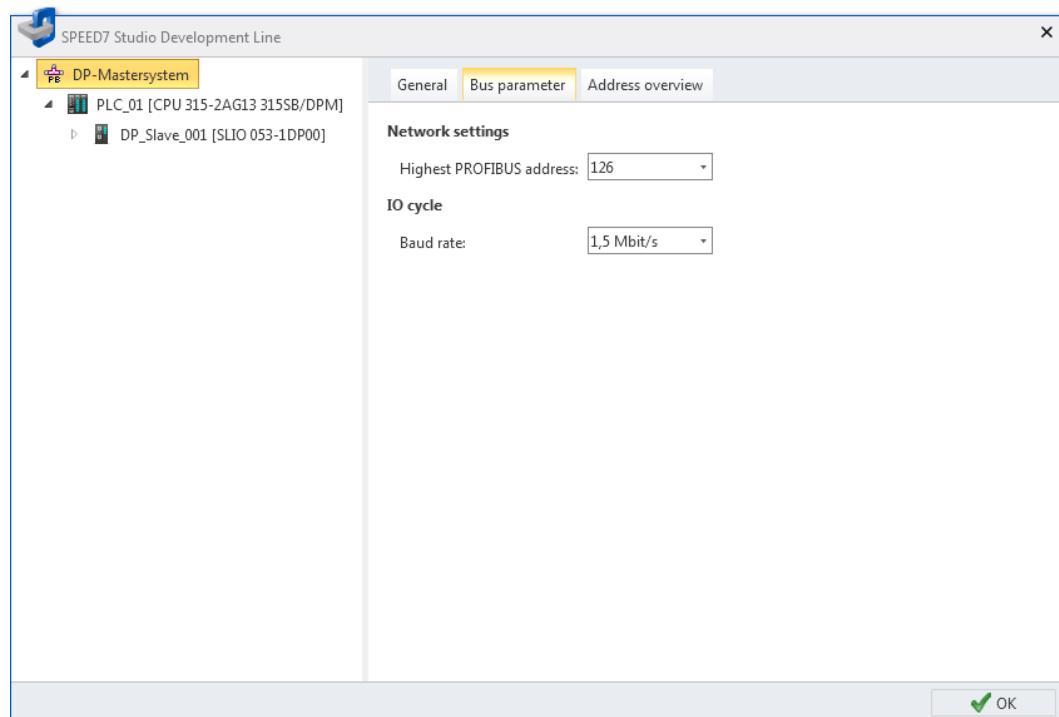 SPEED7 Studio Development Line
PB DP-Mastersystem
PLC_01 [CPU 315-2AG13 315SB/DPM]
DP_Slave_001 [SLIO 053-1DP00]
General Bus parameter Address overview
Network settings
Highest PROFIBUS address: 126
IO cycle
Baud rate: 1,5 Mbit/s
OK